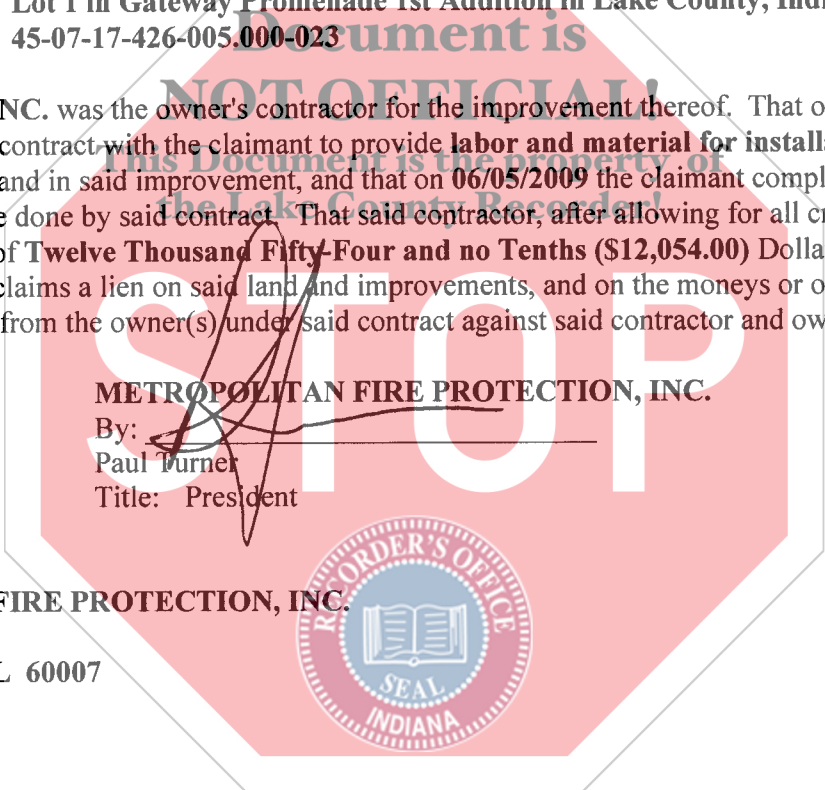 Lot 1 in Gateway Promenade 1st Addition in Lake County, Indi
45-07-17-426-005.000-023
Document is
NOT OFFICIAL!
NC. was the owner's contractor for the improvement thereof. That o
contract with the claimant to provide labor and material for install
This Document is the property of
and in said improvement, and that on 06/05/2009 the claimant compl
the Lake County Recorder!
e done by said contract. That said contractor, after allowing for all cr
of Twelve Thousand Fifty-Four and no Tenths ($12,054.00) Dolla
claims a lien on said land and improvements, and on the moneys or o
from the owner(s) under said contract against said contractor and ow
STOP
METROPOLITAN FIRE PROTECTION, INC.
By:
Paul Turner
Title: President
RECORDER'S OFFICE
SEAL
INDIANA
FIRE PROTECTION, INC.
L 60007